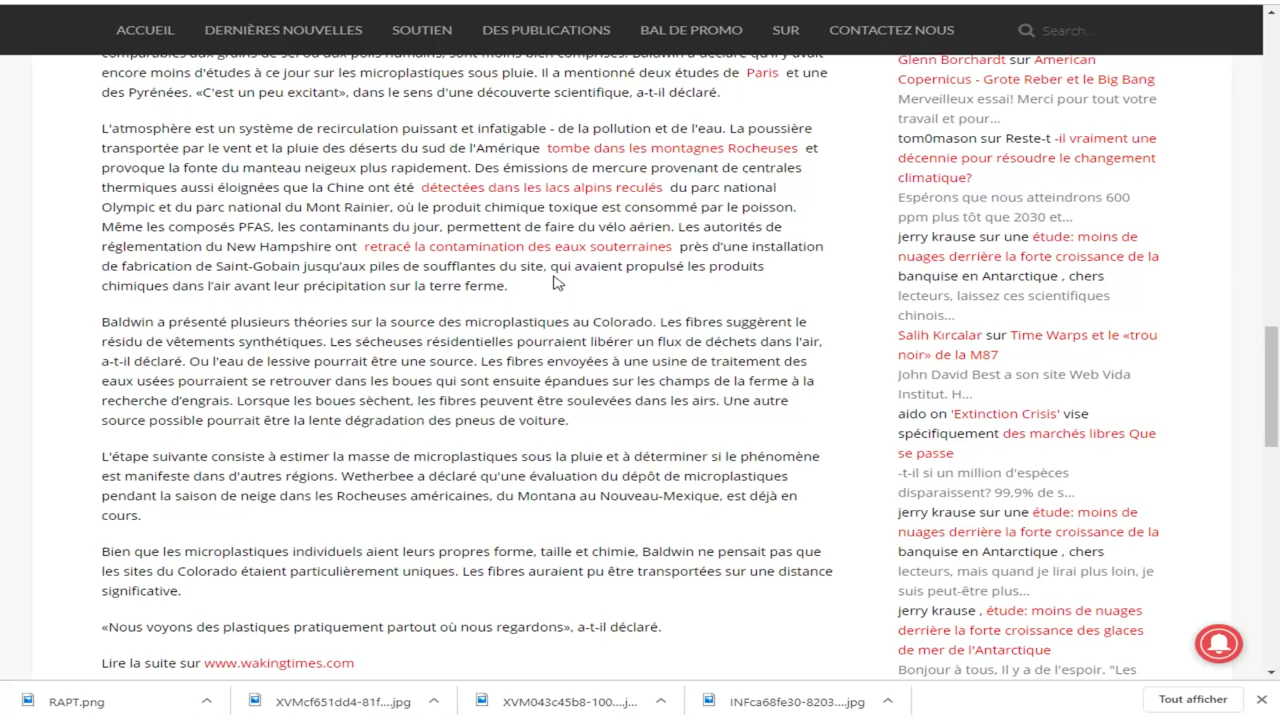 ACCUEIL DERNIÈRES NOUVELLES SOUTIEN DES PUBLICATIONS BAL DE PROMO SUR CONTACTEZ NOUS Search...
encore moins d'études à ce jour sur les microplastiques sous pluie. Il a mentionné deux études de Paris et une
des Pyrénées. «C'est un peu excitant», dans le sens d'une découverte scientifique, a-t-il déclaré.
L'atmosphère est un système de recirculation puissant et infatigable - de la pollution et de l'eau. La poussière
transportée par le vent et la pluie des déserts du sud de l'Amérique tombe dans les montagnes Rocheuses et
provoque la fonte du manteau neigeux plus rapidement. Des émissions de mercure provenant de centrales
thermiques aussi éloignées que la Chine ont été détectées dans les lacs alpins reculés du parc national
Olympic et du parc national du Mont Rainier, où le produit chimique toxique est consommé par le poisson.
Même les composés PFAS, les contaminants du jour, permettent de faire du vélo aérien. Les autorités de
réglementation du New Hampshire ont retracé la contamination des eaux souterraines près d’une installation
de fabrication de Saint-Gobain jusqu’aux piles de soufflantes du site, qui avaient propulsé les produits
chimiques dans l’air avant leur précipitation sur la terre ferme.
Baldwin a présenté plusieurs théories sur la source des microplastiques au Colorado. Les fibres suggèrent le
résidu de vêtements synthétiques. Les sécheuses résidentielles pourraient libérer un flux de déchets dans l'air,
a-t-il déclaré. Ou l'eau de lessive pourrait être une source. Les fibres envoyées à une usine de traitement des
eaux usées pourraient se retrouver dans les boues qui sont ensuite épandues sur les champs de la ferme à la
recherche d’engrais. Lorsque les boues sèchent, les fibres peuvent être soulevées dans les airs. Une autre
source possible pourrait être la lente dégradation des pneus de voiture.
L'étape suivante consiste à estimer la masse de microplastiques sous la pluie et à déterminer si le phénomène
est manifeste dans d'autres régions. Wetherbee a déclaré qu'une évaluation du dépôt de microplastiques
pendant la saison de neige dans les Rocheuses américaines, du Montana au Nouveau-Mexique, est déjà en
cours.
Bien que les microplastiques individuels aient leurs propres forme, taille et chimie, Baldwin ne pensait pas que
les sites du Colorado étaient particulièrement uniques. Les fibres auraient pu être transportées sur une distance
significative.
«Nous voyons des plastiques pratiquement partout où nous regardons», a-t-il déclaré.
Lire la suite sur www.wakingtimes.com
Glenn Borchardt sur American
Copernicus - Grote Reber et le Big Bang
Merveilleux essai! Merci pour tout votre
travail et pour...
tom0mason sur Reste-t -il vraiment une
décennie pour résoudre le changement
climatique?
Espérons que nous atteindrons 600
ppm plus tôt que 2030 et...
jerry krause sur une étude: moins de
nuages derrière la forte croissance de la
banquise en Antarctique , chers
lecteurs, laissez ces scientifiques
chinois...
Salih Kırcalar sur Time Warps et le «trou
noir» de la M87
John David Best a son site Web Vida
Institut. H...
aido on 'Extinction Crisis' vise
spécifiquement des marchés libres Que
se passe
-t-il si un million d'espèces
disparaissent? 99,9% de s...
jerry krause sur une étude: moins de
nuages derrière la forte croissance de la
banquise en Antarctique , chers
lecteurs, mais quand je lirai plus loin, je
suis peut-être plus...
jerry krause , étude: moins de nuages
derrière la forte croissance des glaces
de mer de l'Antarctique
Bonjour à tous, Il y a de l'espoir. "Les
RAPT.png XVMcf651dd4-81f....jpg XVM043c45b8-100....j... INFca68fe30-8203....jpg Tout afficher